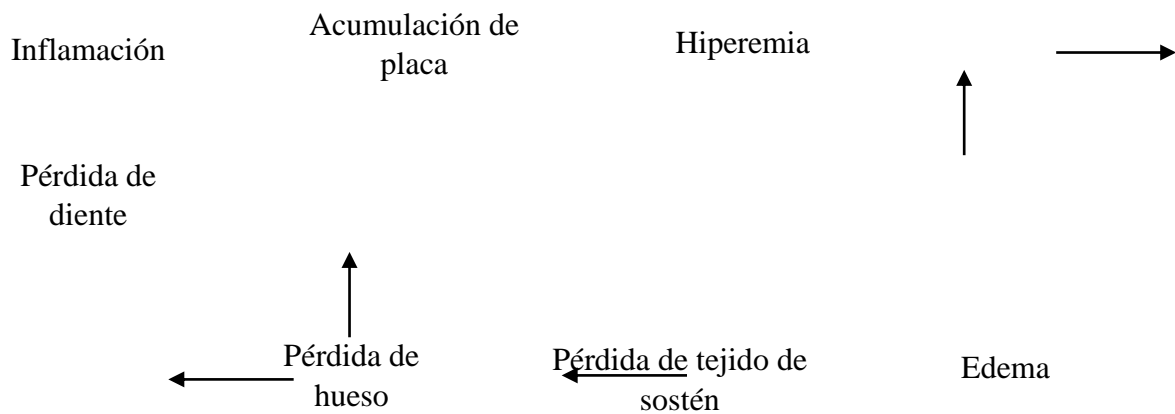 Inflamación
Acumulación de
placa
Hiperemia
Pérdida de
diente
Pérdida de
hueso
Pérdida de tejido de
sostén
Edema